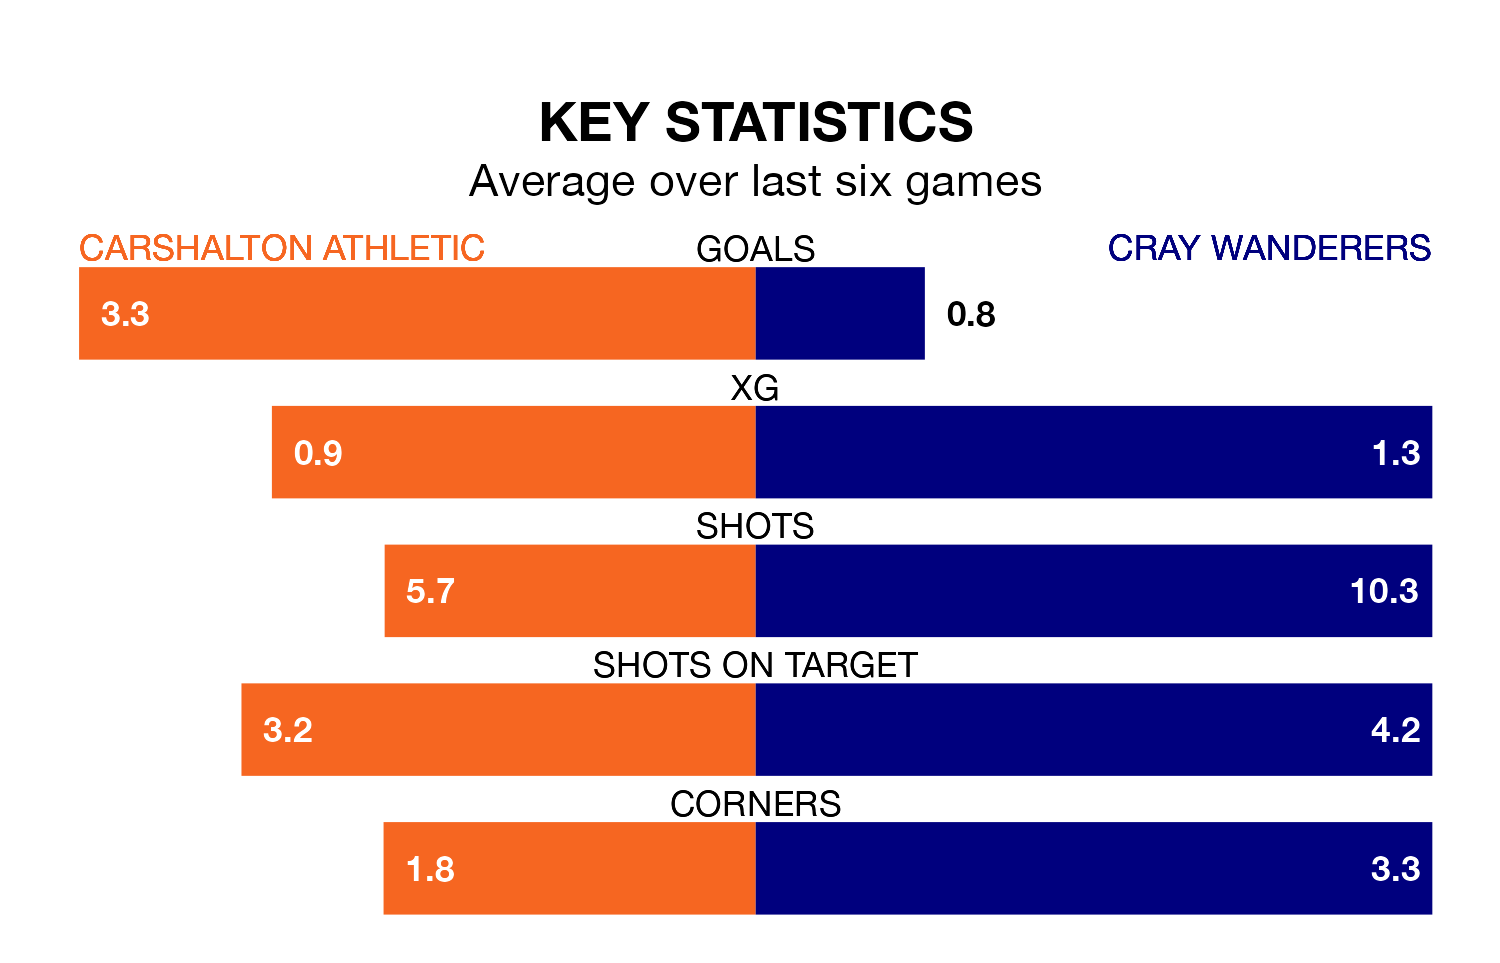 KEY STATISTICS
Average over last six games
CARSHALTON ATHLETIC GOALS CRAY WANDERERS
3.3 0.8
XG
0.9 1.3
SHOTS
5.7 10.3
SHOTS ON TARGET
3.2 4.2
CORNERS
1.8 3.3